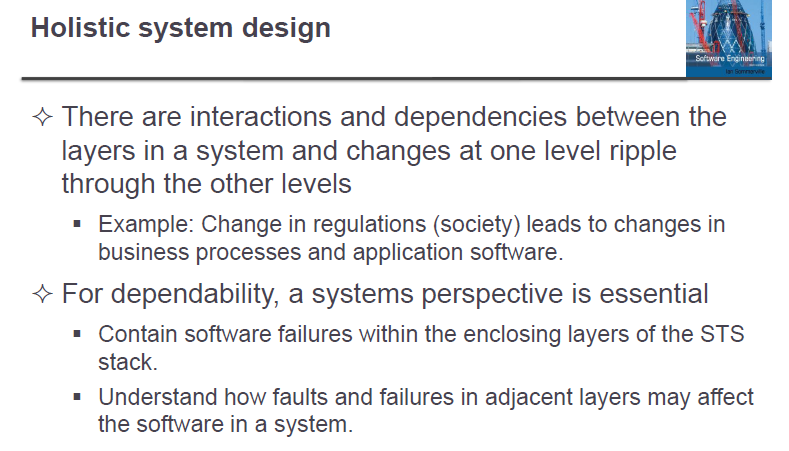 Holistic system design
Software Engineering
Ian Sommerville
✧ There are interactions and dependencies between the
layers in a system and changes at one level ripple
through the other levels
▪ Example: Change in regulations (society) leads to changes in
business processes and application software.
✧ For dependability, a systems perspective is essential
▪ Contain software failures within the enclosing layers of the STS
stack.
▪ Understand how faults and failures in adjacent layers may affect
the software in a system.